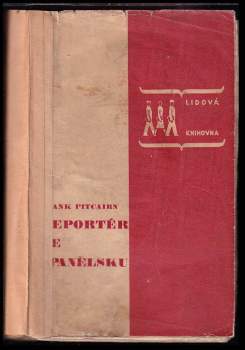 LIDOVÁ
KNIHOVNA
ANK PITCAIRN
EPORTÉR
E
PANĚLSKU